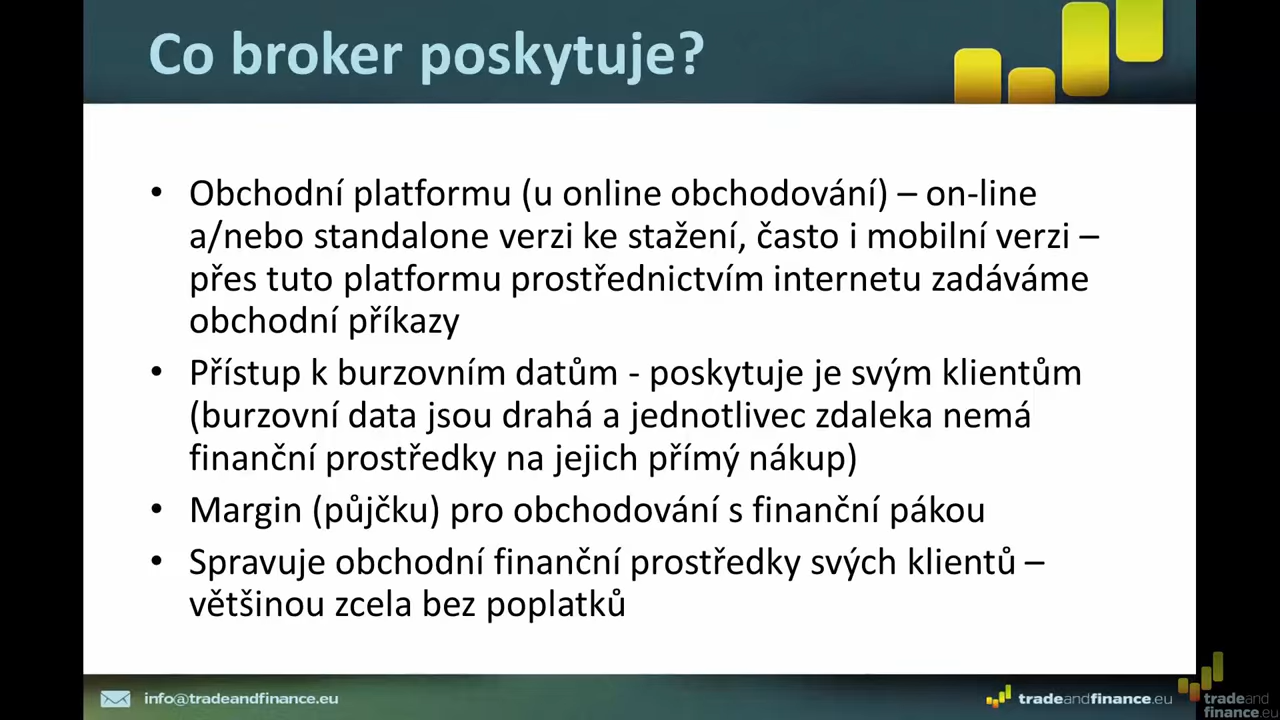 Co broker poskytuje?
• Obchodní platformu (u online obchodování) – on-line
a/nebo standalone verzi ke stažení, často i mobilní verzi –
přes tuto platformu prostřednictvím internetu zadáváme
obchodní příkazy
• Přístup k burzovním datům - poskytuje je svým klientům
(burzovní data jsou drahá a jednotlivec zdaleka nemá
finanční prostředky na jejich přímý nákup)
• Margin (půjčku) pro obchodování s finanční pákou
• Spravuje obchodní finanční prostředky svých klientů –
většinou zcela bez poplatků
info@tradeandfinance.eu
tradeandfinance.eu
tradeand
finance.eu